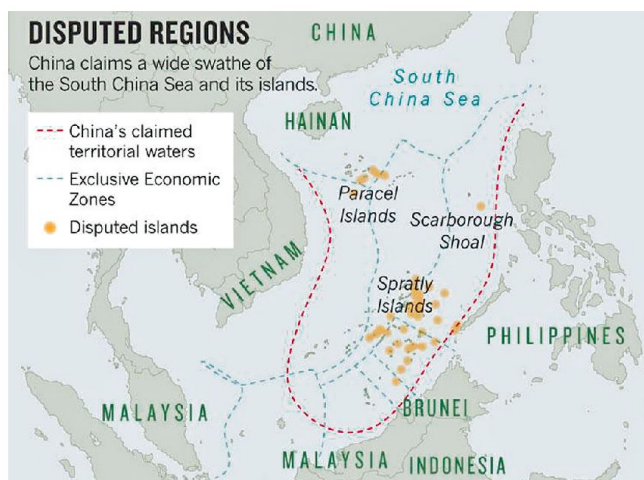 DISPUTED REGIONS
China claims a wide swathe
of the South China Sea and its islands.
China's claimed
territorial waters
Exclusive Economic
Zones
Disputed islands
CHINA
South
China Sea
HAINAN
Paracel
Islands
Scarborough
Shoal
VIETNAM
Spratly
Islands
PHILIPPINES
MALAYSIA
BRUNEI
MALAYSIA
INDONESIA